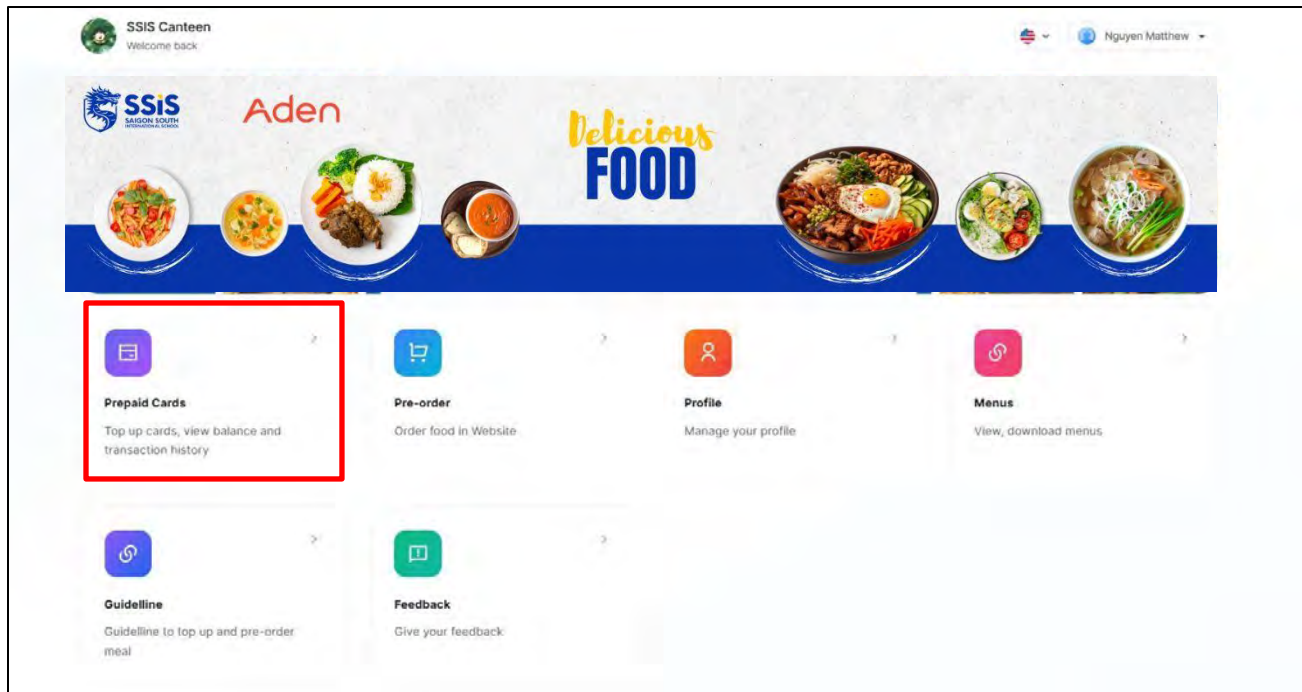 SSIS Canteen
Welcome back
Nguyen Matthew
SSiS
SAIGON SOUTH
INTERNATIONAL SCHOOL
Aden
Delicious
FOOD
Prepaid Cards
Top up cards, view balance and
transaction history
Pre-order
Order food in Website
Profile
Manage your profile
Menus
View, download menus
Guidelline
Guidelline to top up and pre-order
meal
Feedback
Give your feedback